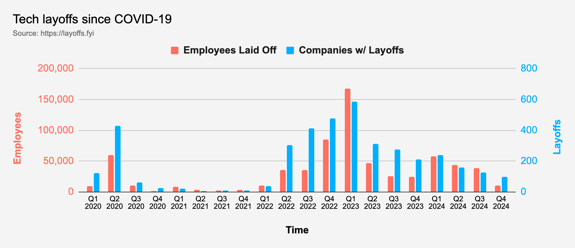 Tech layoffs since COVID-19
Source: https://layoffs.fyi
Employees Laid Off Companies w/ Layoffs
200,000 800
150,000 600
100,000 400
50,000 200
0 0
Employees
Layoffs
Q1 Q2 Q3 Q4 Q1 Q2 Q3 Q4 Q1 Q2 Q3 Q4 Q1 Q2 Q3 Q4 Q1 Q2 Q3 Q4
2020 2020 2020 2020 2021 2021 2021 2021 2022 2022 2022 2022 2023 2023 2023 2023 2024 2024 2024 2024
Time